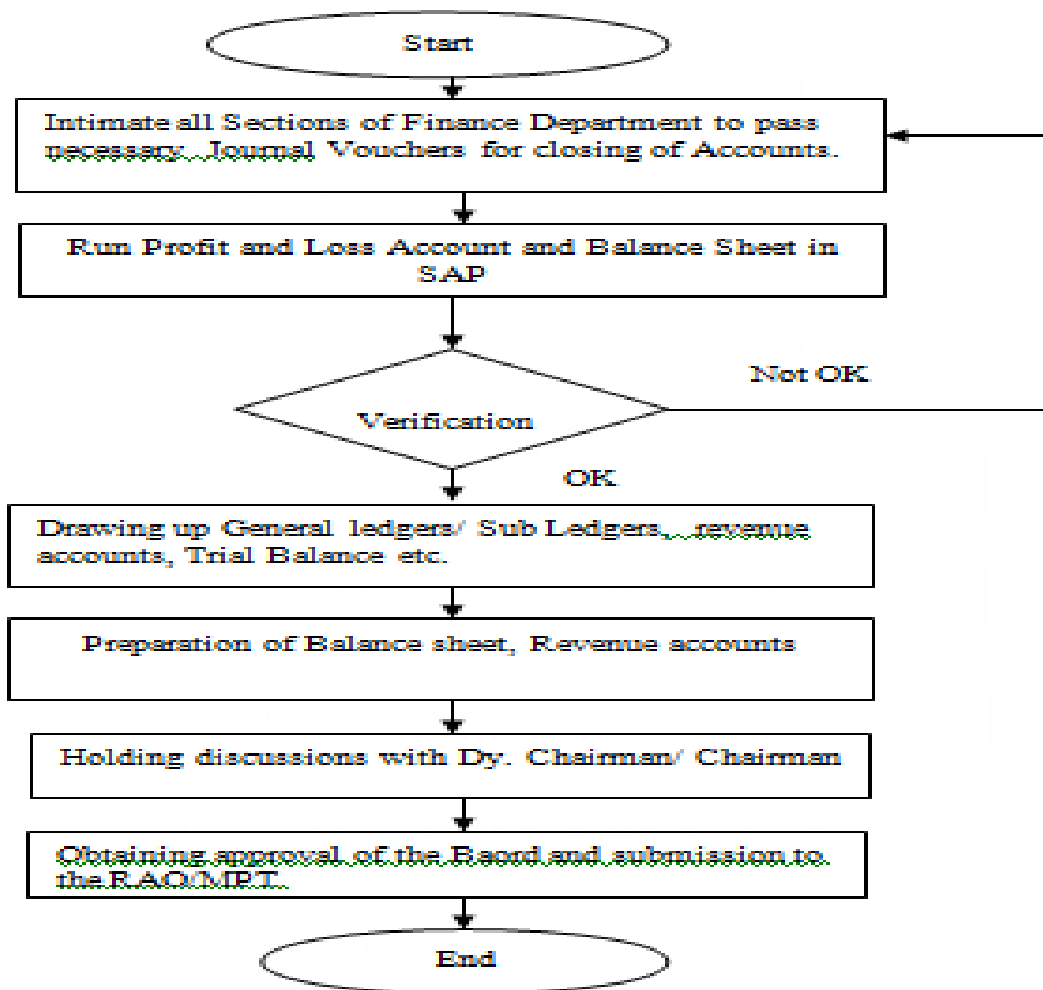 Start
Intimate all Sections of Finance Department to pass
necessary Journal Vouchers for closing of Accounts.
Run Profit and Loss Account and Balance Sheet in
SAP
Not OK
Verification
OK
Drawing up General ledgers/ Sub Ledgers, revenue
accounts, Trial Balance etc.
Preparation of Balance sheet, Revenue accounts
Holding discussions with Dy. Chairman/ Chairman
Obtaining approval of the Baord and submission to
the RAO/MPT.
End